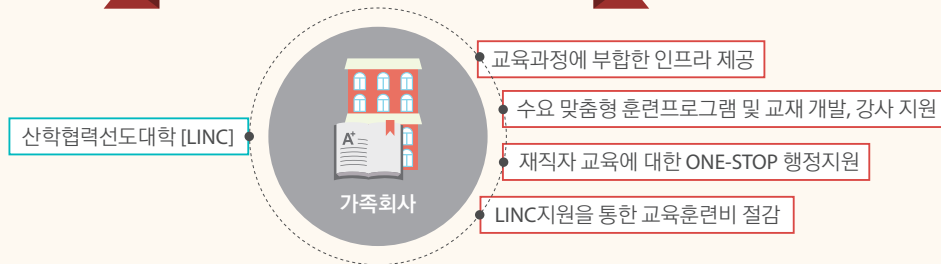 교육과정에 부합한 인프라 제공
수요 맞춤형 훈련프로그램 및 교재 개발, 강사 지원
산학협력선도대학 [LINC]
A+
재직자 교육에 대한 ONE-STOP 행정지원
가족회사
LINC지원을 통한 교육훈련비 절감